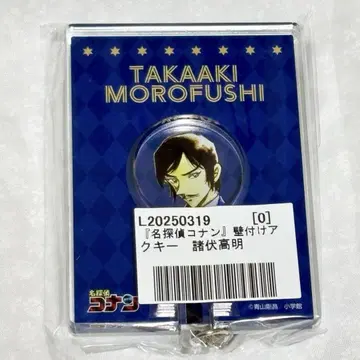 TAKAAKI
MOROFUSHI
L20250319 [0]
『名探偵コナン』壁付けア
クキー 諸伏高明
名探偵
コナン
©青山剛昌 小学館